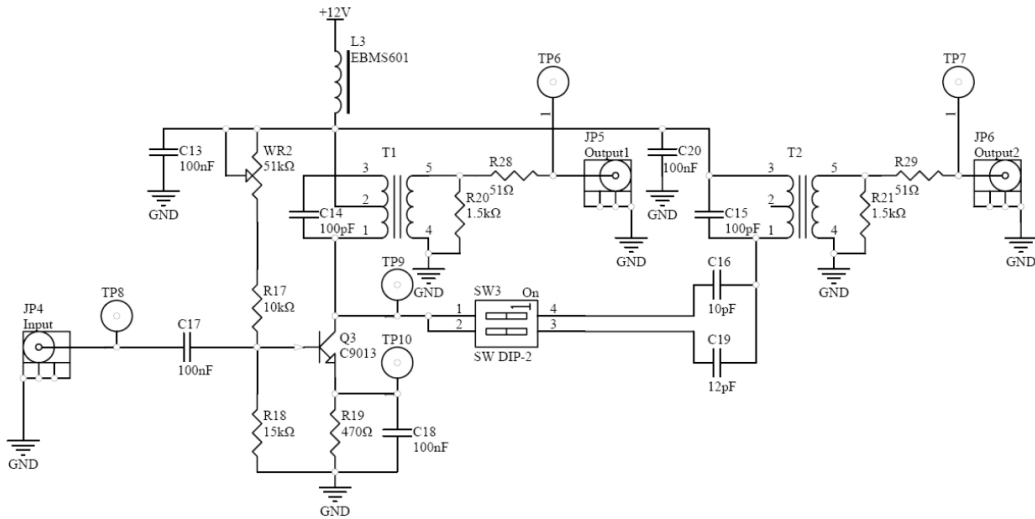 +12V
L3
EBMS601
TP6
TP7
1
1
C13
100nF
WR2
51kΩ
T1
3
5
R28
51Ω
JP5
Output1
C20
100nF
T2
3
5
R29
51Ω
JP6
Output2
GND
C14
100pF
2
R20
1.5kΩ
C15
100pF
2
R21
1.5kΩ
GND
1
4
GND
1
4
GND
GND
GND
TP9
C16
10pF
TP8
R17
10kΩ
SW3
On
JP4
Input
C17
100nF
Q3
C9013
TP10
1
2
4
3
SW DIP-2
C19
12pF
R18
15kΩ
R19
470Ω
C18
100nF
GND
GND